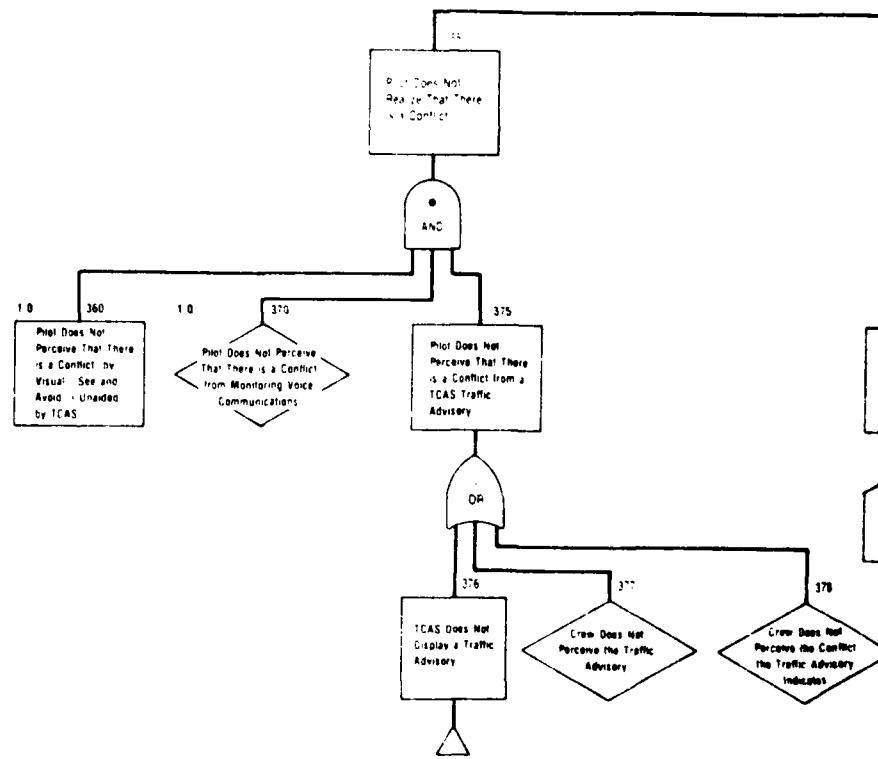 Pilot Does Not
Realize That There
is a Conflict
AND
1.0
360
1.0
370
375
Pilot Does Not
Perceive That There
is a Conflict by
Visual See and
Avoid - Unaided
by TCAS
Pilot Does Not Perceive
That There is a Conflict
from Monitoring Voice
Communications
Pilot Does Not
Perceive That There
is a Conflict from a
TCAS Traffic
Advisory
OR
376
377
378
TCAS Does Not
Display a Traffic
Advisory
Crew Does Not
Perceive the Traffic
Advisory
Crew Does Not
Perceive the Conflict
the Traffic Advisory
Indicates